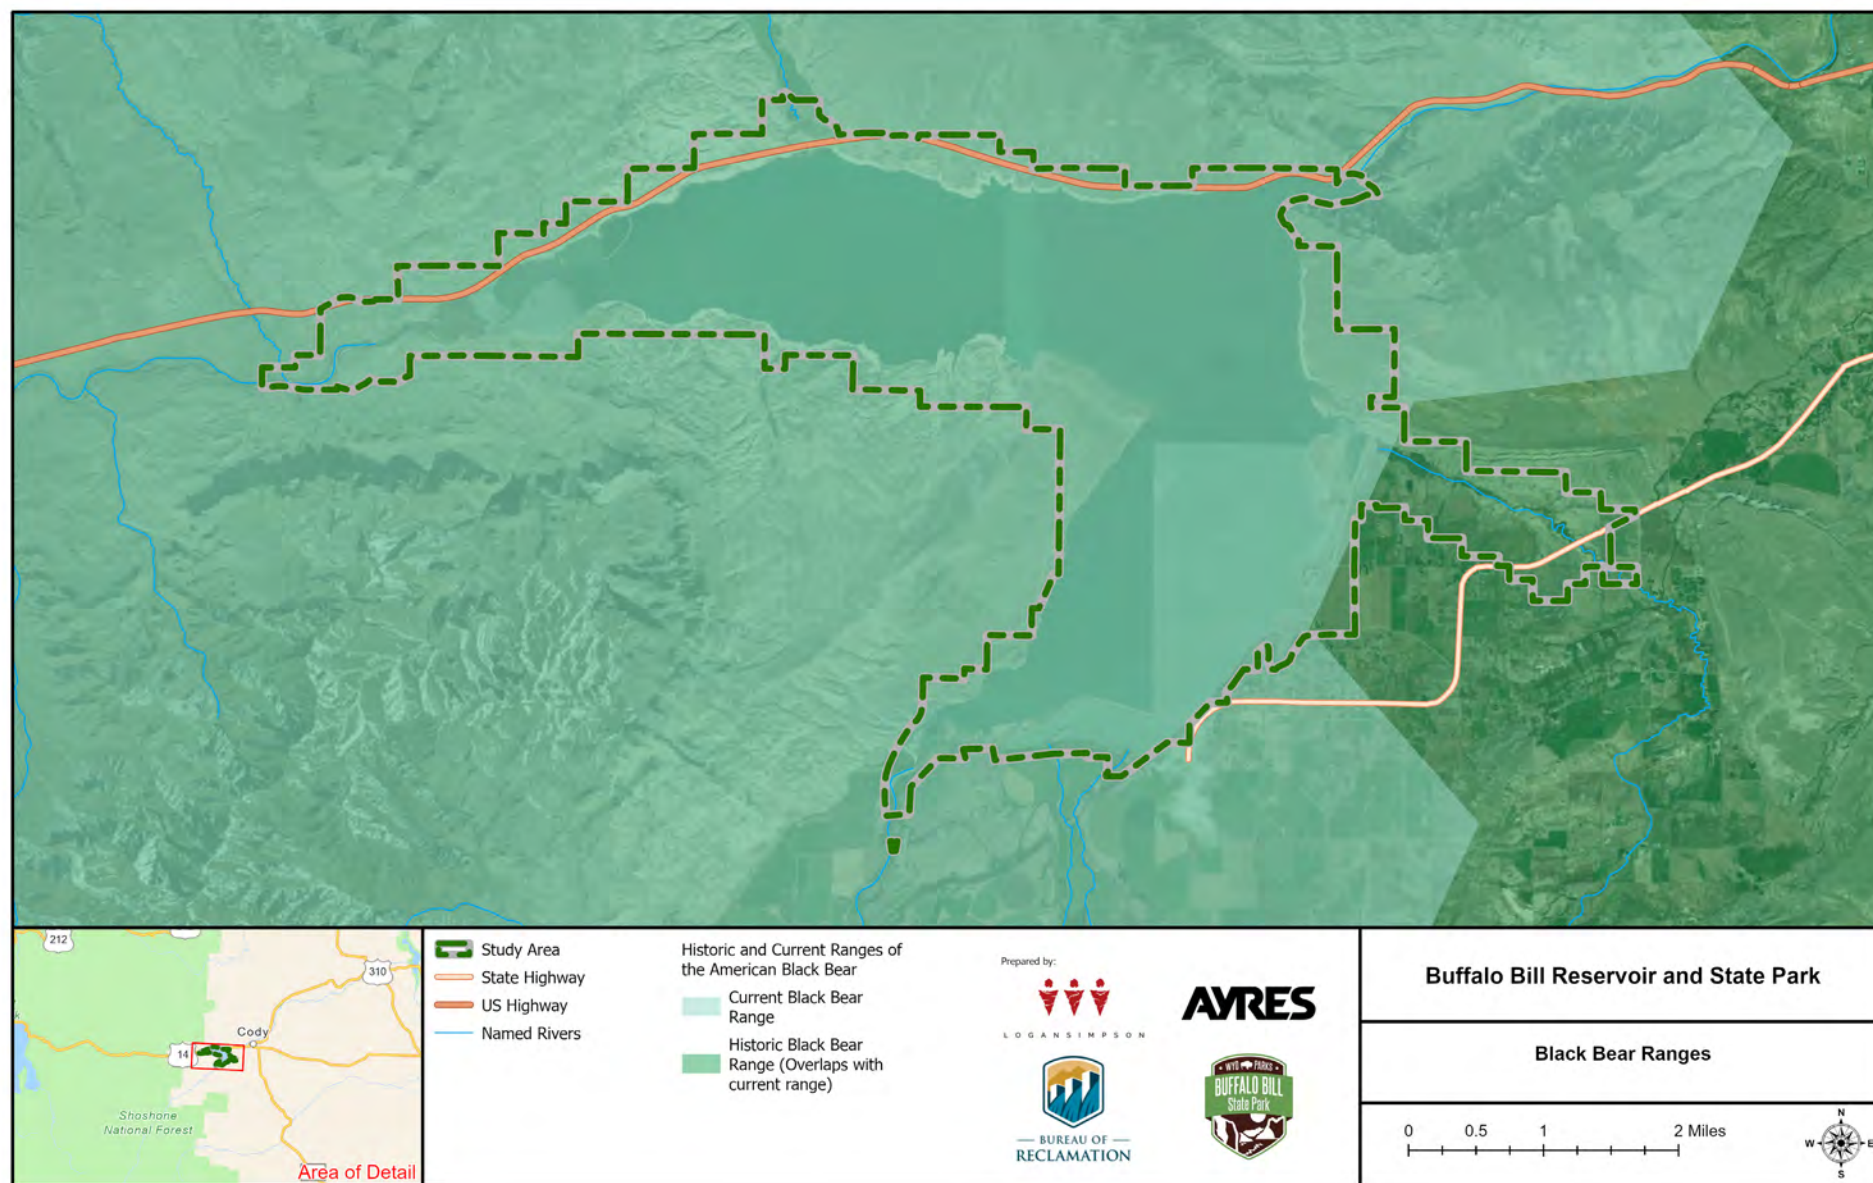 212
310
Cody
14
Shoshone
National Forest
Area of Detail
Study Area
State Highway
US Highway
Named Rivers
Historic and Current Ranges of
the American Black Bear
Current Black Bear
Range
Historic Black Bear
Range (Overlaps with
current range)
Prepared by:
LOGANSIMPSON
AYRES
BUREAU OF
RECLAMATION
WYO PARKS
BUFFALO BILL
State Park
Buffalo Bill Reservoir and State Park
Black Bear Ranges
0 0.5 1 2 Miles
N
W E
S